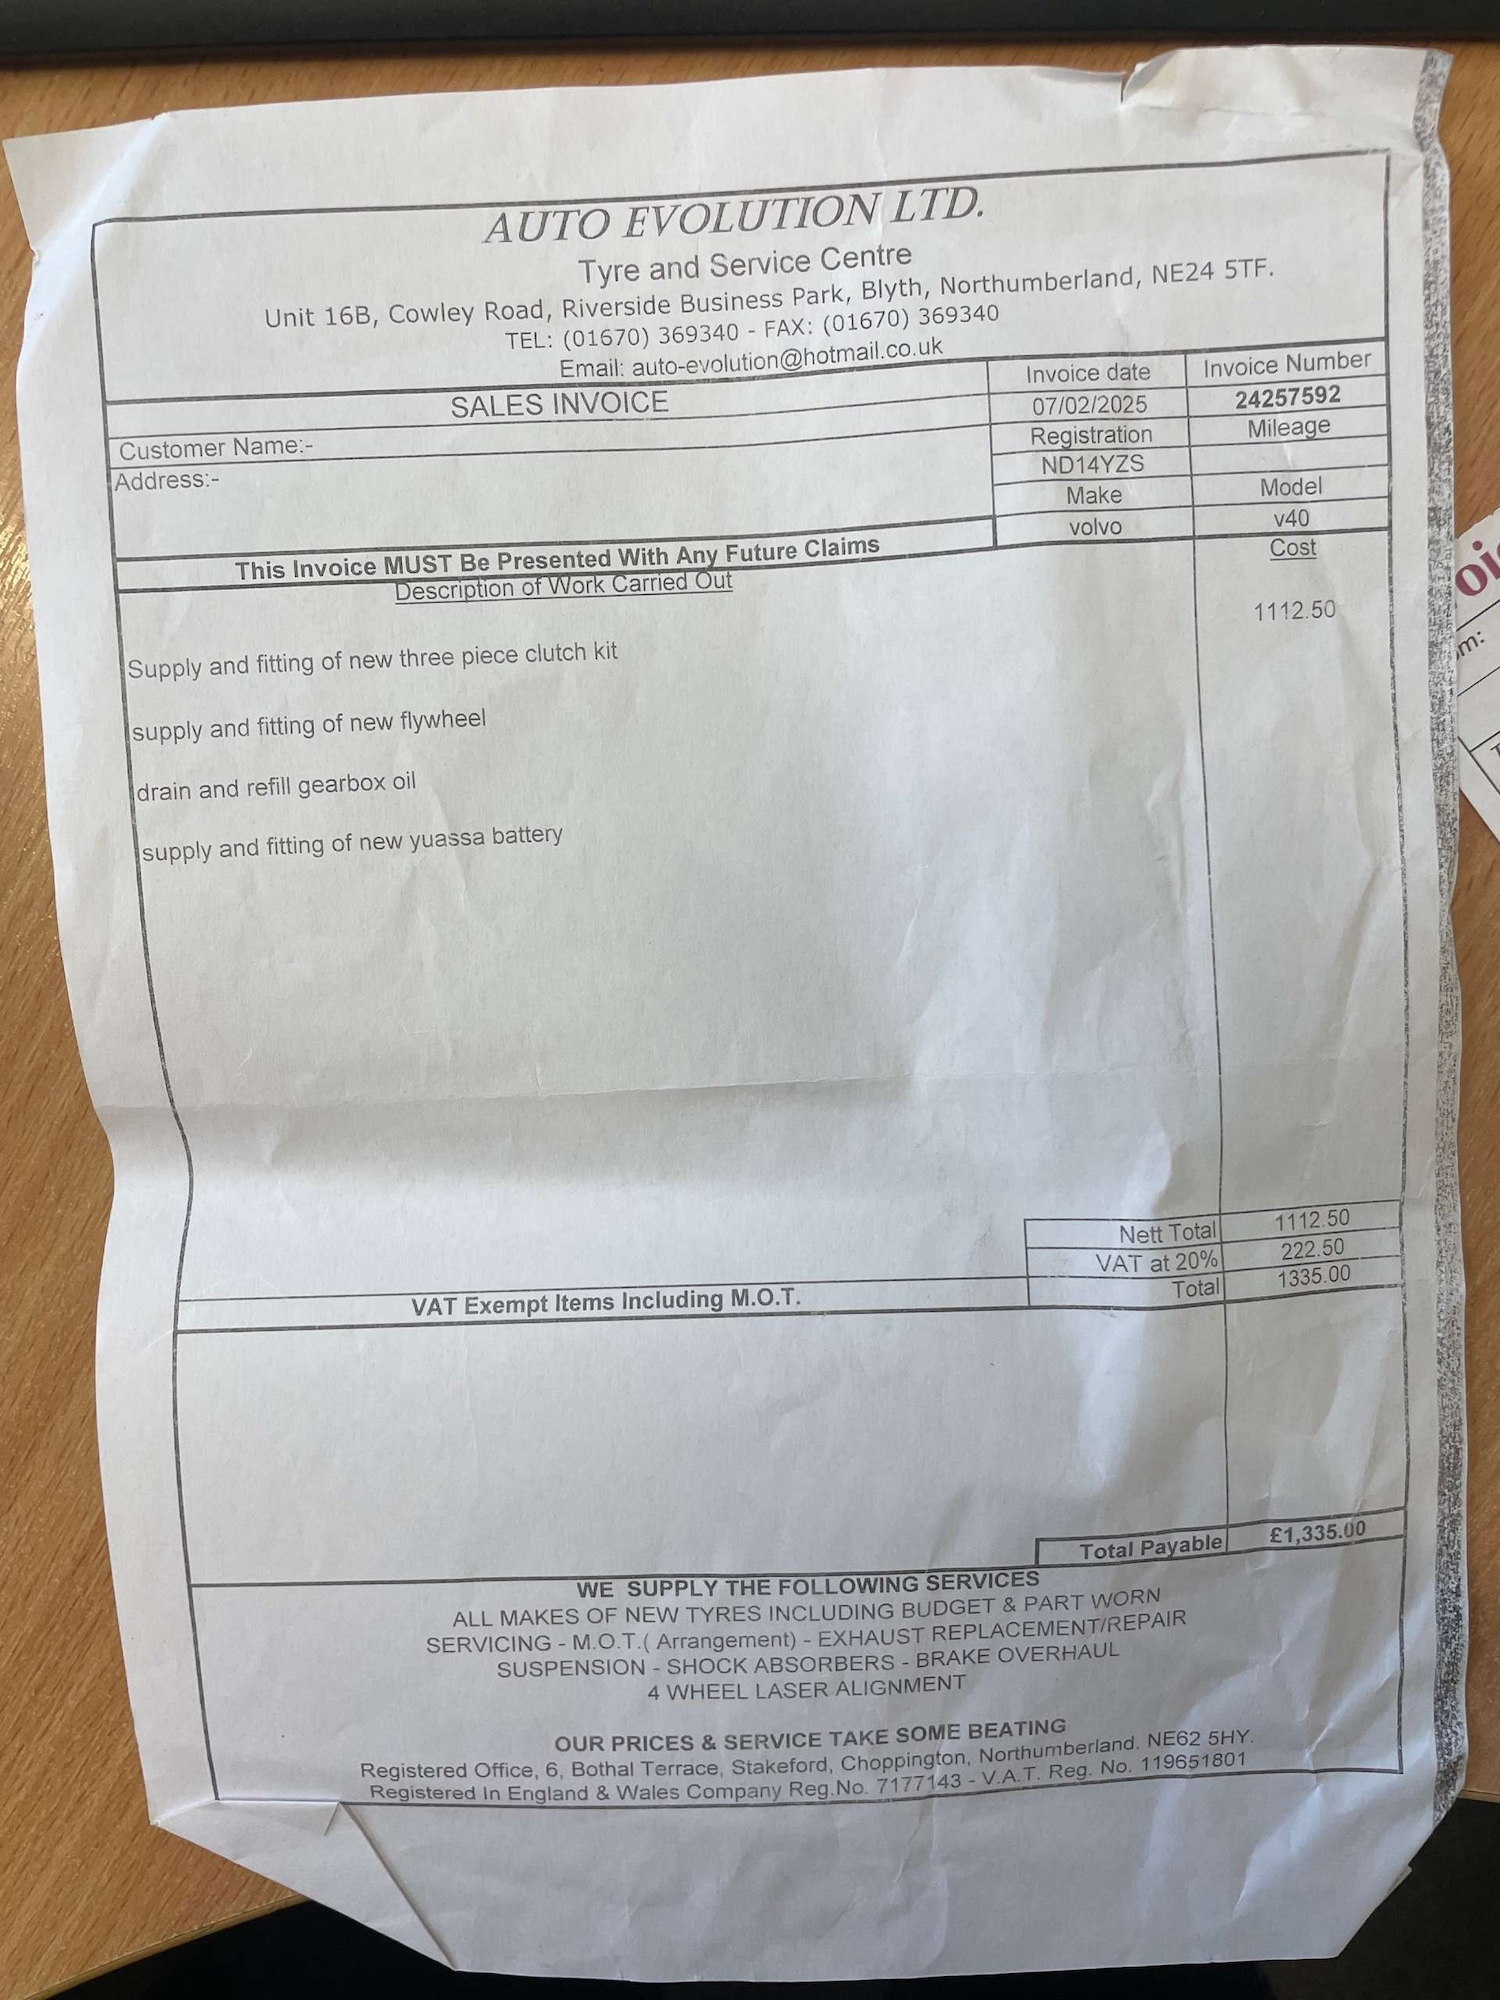 AUTO EVOLUTION LTD.
Tyre and Service Centre
Unit 16B, Cowley Road, Riverside Business Park, Blyth, Northumberland, NE24 5TF.
TEL: (01670) 369340 - FAX: (01670) 369340
Email: auto-evolution@hotmail.co.uk
SALES INVOICE
Invoice date Invoice Number
07/02/2025 24257592
Customer Name:-
Registration Mileage
Address:-
ND14YZS
Make Model
volvo v40
This Invoice MUST Be Presented With Any Future Claims
Description of Work Carried Out
Cost
1112.50
Supply and fitting of new three piece clutch kit
supply and fitting of new flywheel
drain and refill gearbox oil
supply and fitting of new yuassa battery
Nett Total 1112.50
VAT at 20% 222.50
Total 1335.00
VAT Exempt Items Including M.O.T.
Total Payable £1,335.00
WE SUPPLY THE FOLLOWING SERVICES
ALL MAKES OF NEW TYRES INCLUDING BUDGET & PART WORN
SERVICING - M.O.T.( Arrangement) - EXHAUST REPLACEMENT/REPAIR
SUSPENSION - SHOCK ABSORBERS - BRAKE OVERHAUL
4 WHEEL LASER ALIGNMENT
OUR PRICES & SERVICE TAKE SOME BEATING
Registered Office, 6, Bothal Terrace, Stakeford, Choppington, Northumberland. NE62 5HY.
Registered In England & Wales Company Reg.No. 7177143 - V.A.T. Reg. No. 119651801